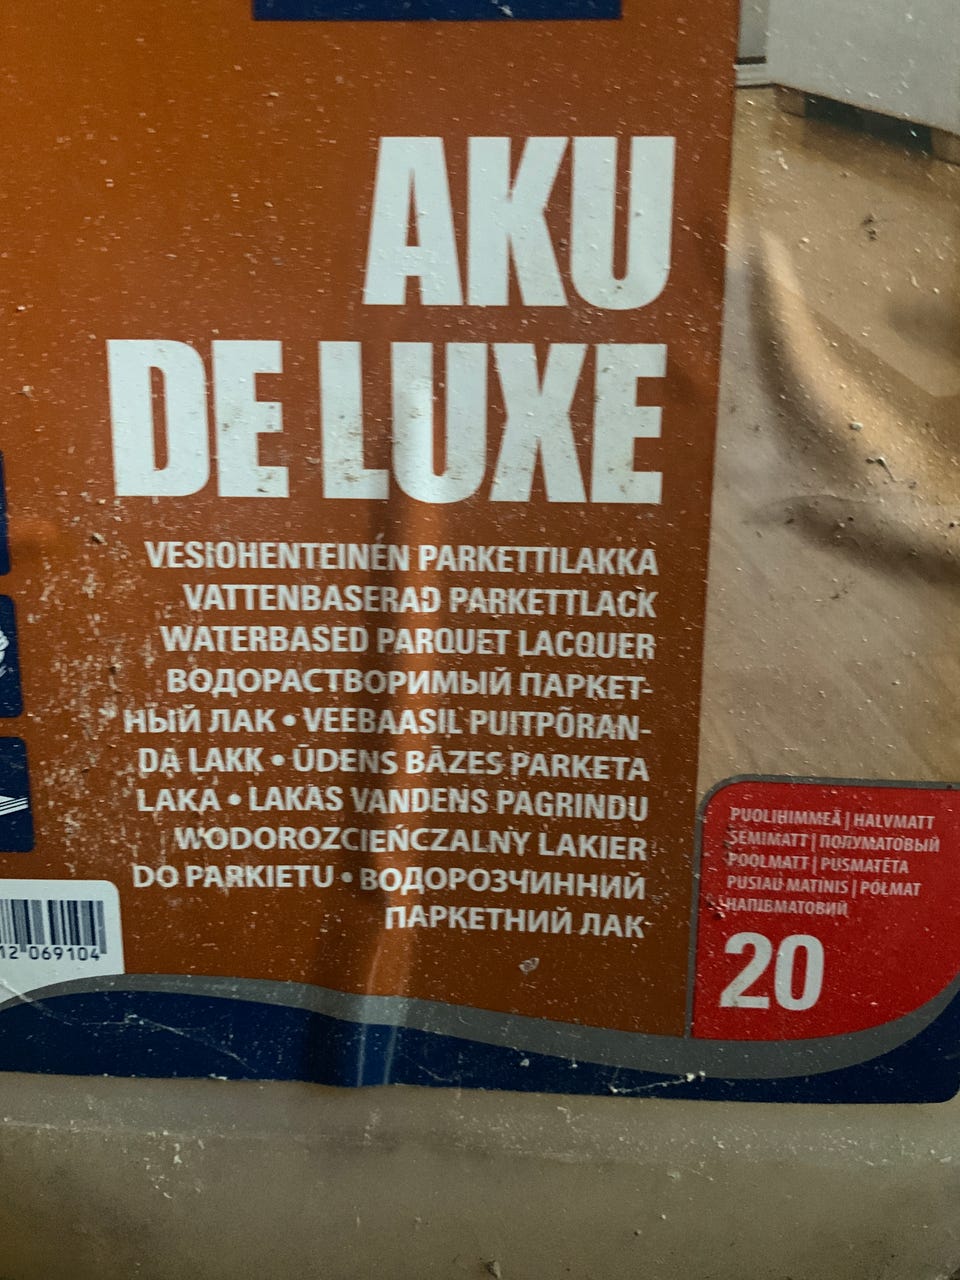 AKU
DE LUXE
VESIOHENTEINEN PARKETTILAKKA
VATTENBASERAD PARKETTLACK
WATERBASED PARQUET LACQUER
ВОДОРАСТВОРИМЫЙ ПАРКЕТ-
НЫЙ ЛАК • VEEBAASIL PUITPÕRAN-
DA LAKK • ŪDENS BĀZES PARKETA
LAKA • LAKAS VANDENS PAGRINDU
WODOROZCIEŃCZALNY LAKIER
DO PARKIETU • ВОДОРОЗЧИННИЙ
ПАРКЕТНИЙ ЛАК
PUOLIHIMMEÄ | HALVMATT
SEMIMATT | ПОЛУМАТОВЫЙ
POOLMATT | PUSMATĒTA
PUSIAU MATINIS | PÓŁMAT
НАПІВМАТОВИЙ
20
12 069104